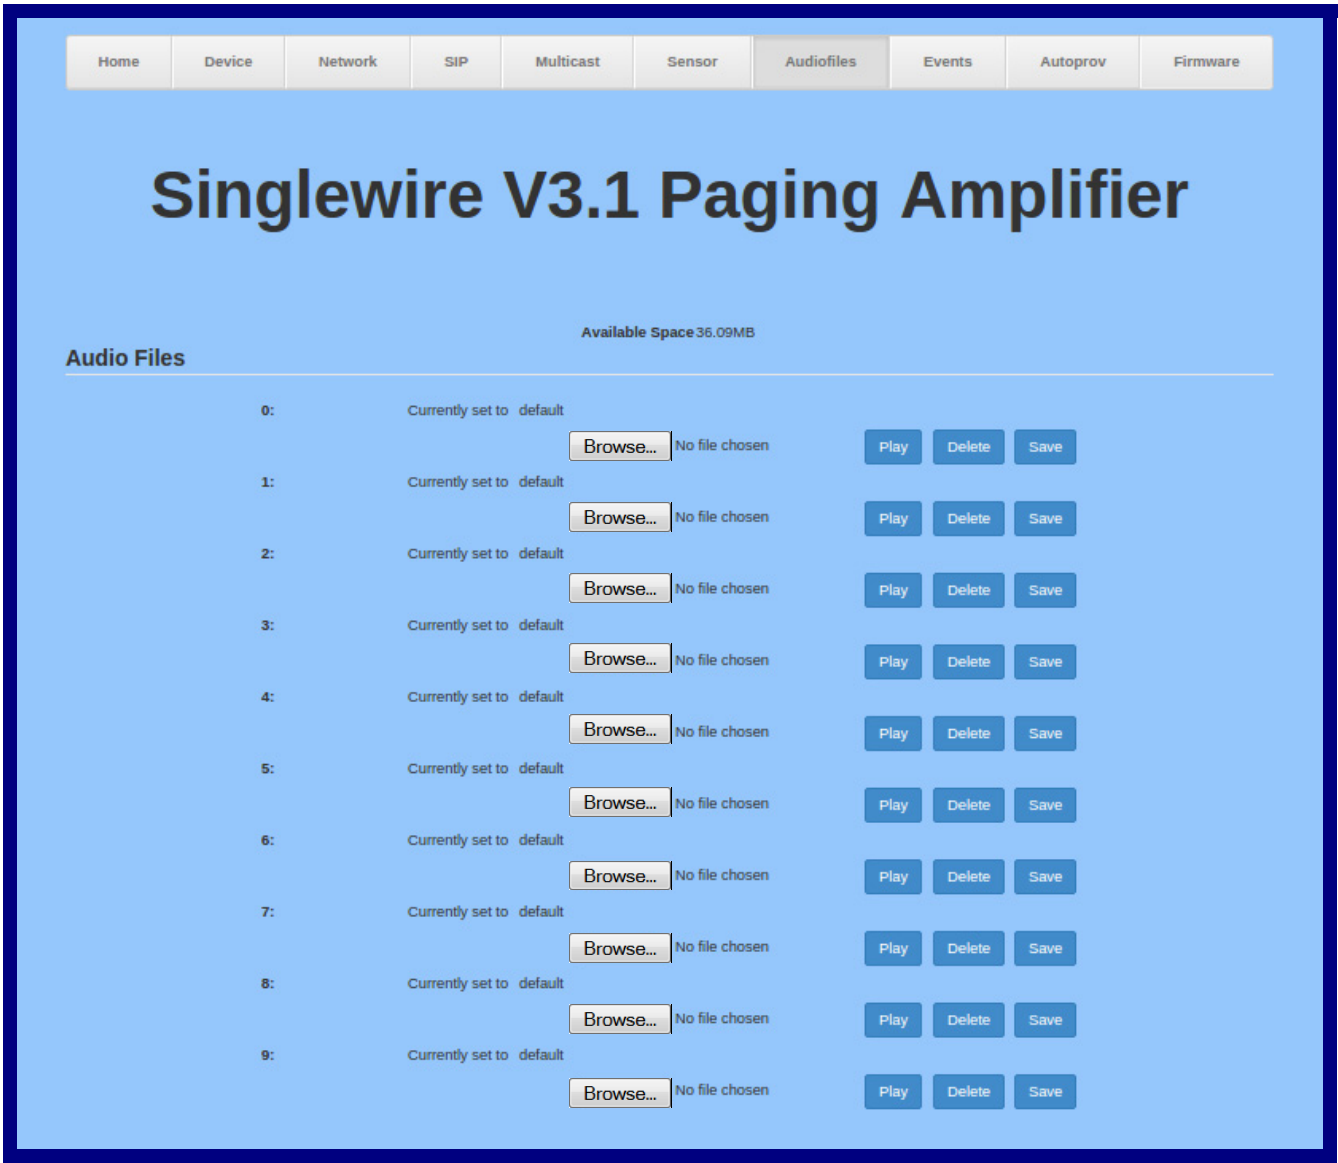 Home Device Network SIP Multicast Sensor Audiofiles Events Autoprov Firmware
Singlewire V3.1 Paging Amplifier
Available Space 36.09MB
Audio Files
0: Currently set to default
Browse... No file chosen Play Delete Save
1: Currently set to default
Browse... No file chosen Play Delete Save
2: Currently set to default
Browse... No file chosen Play Delete Save
3: Currently set to default
Browse... No file chosen Play Delete Save
4: Currently set to default
Browse... No file chosen Play Delete Save
5: Currently set to default
Browse... No file chosen Play Delete Save
6: Currently set to default
Browse... No file chosen Play Delete Save
7: Currently set to default
Browse... No file chosen Play Delete Save
8: Currently set to default
Browse... No file chosen Play Delete Save
9: Currently set to default
Browse... No file chosen Play Delete Save